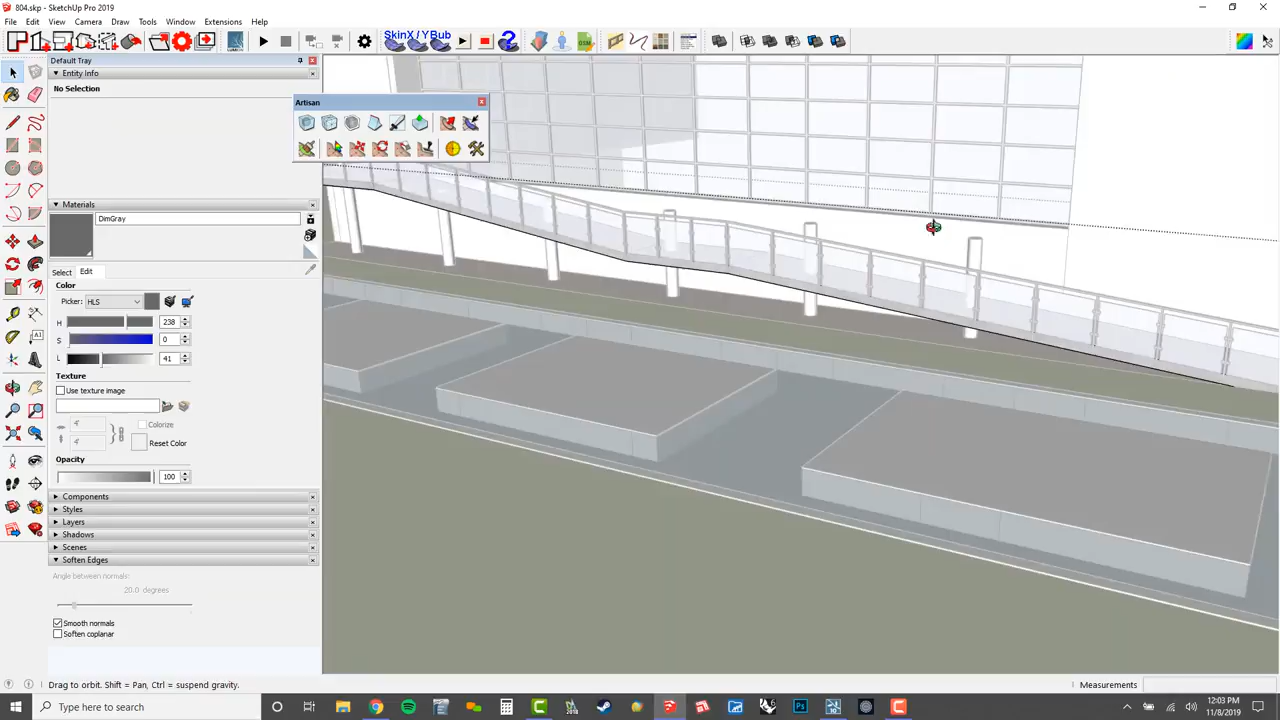 804.skp - SketchUp Pro 2019
File Edit View Camera Draw Tools Window Extensions Help
SkinX / YBub
OSM
Default Tray
Entity Info
No Selection
Artisan
Materials
DimGray
Select Edit
Color
Picker: HLS
H 238
S 0
L 41
Texture
Use texture image
4'
Colorize
4'
Reset Color
Opacity
100
Components
Styles
Layers
Shadows
Scenes
Soften Edges
Angle between normals:
20.0 degrees
Smooth normals
Soften coplanar
Drag to orbit. Shift = Pan, Ctrl = suspend gravity.
Measurements
Type here to search
12:03 PM
11/8/2019